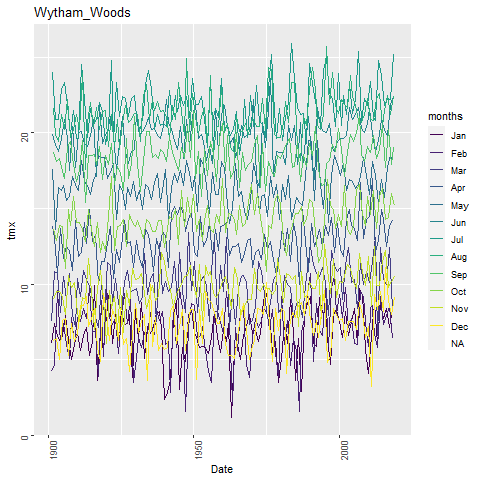 Wytham_Woods
tmx
20
10
0
1900
1950
2000
Date
months
Jan
Feb
Mar
Apr
May
Jun
Jul
Aug
Sep
Oct
Nov
Dec
NA